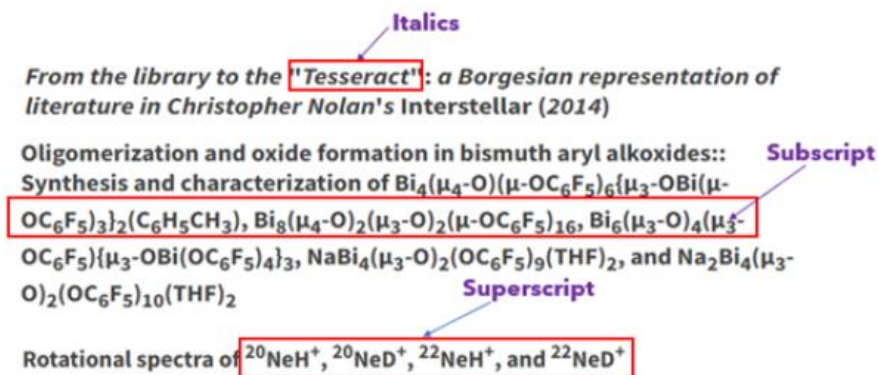 Italics
From the library to the "Tesseract": a Borgesian representation of
literature in Christopher Nolan's Interstellar (2014)
Oligomerization and oxide formation in bismuth aryl alkoxides::
Subscript
Synthesis and characterization of Bi₄(μ₄-O)(μ-OC₆F₅)₆{μ₃-OBi(μ-
OC₆F₅)₃}₂(C₆H₅CH₃), Bi₈(μ₄-O)₂(μ₃-O)₂(μ-OC₆F₅)₁₆, Bi₆(μ₃-O)₄(μ₃-
OC₆F₅){μ₃-OBi(OC₆F₅)₄}₃, NaBi₄(μ₃-O)₂(OC₆F₅)₉(THF)₂, and Na₂Bi₄(μ₃-
O)₂(OC₆F₅)₁₀(THF)₂
Superscript
Rotational spectra of ²⁰NeH⁺, ²⁰NeD⁺, ²²NeH⁺, and ²²NeD⁺